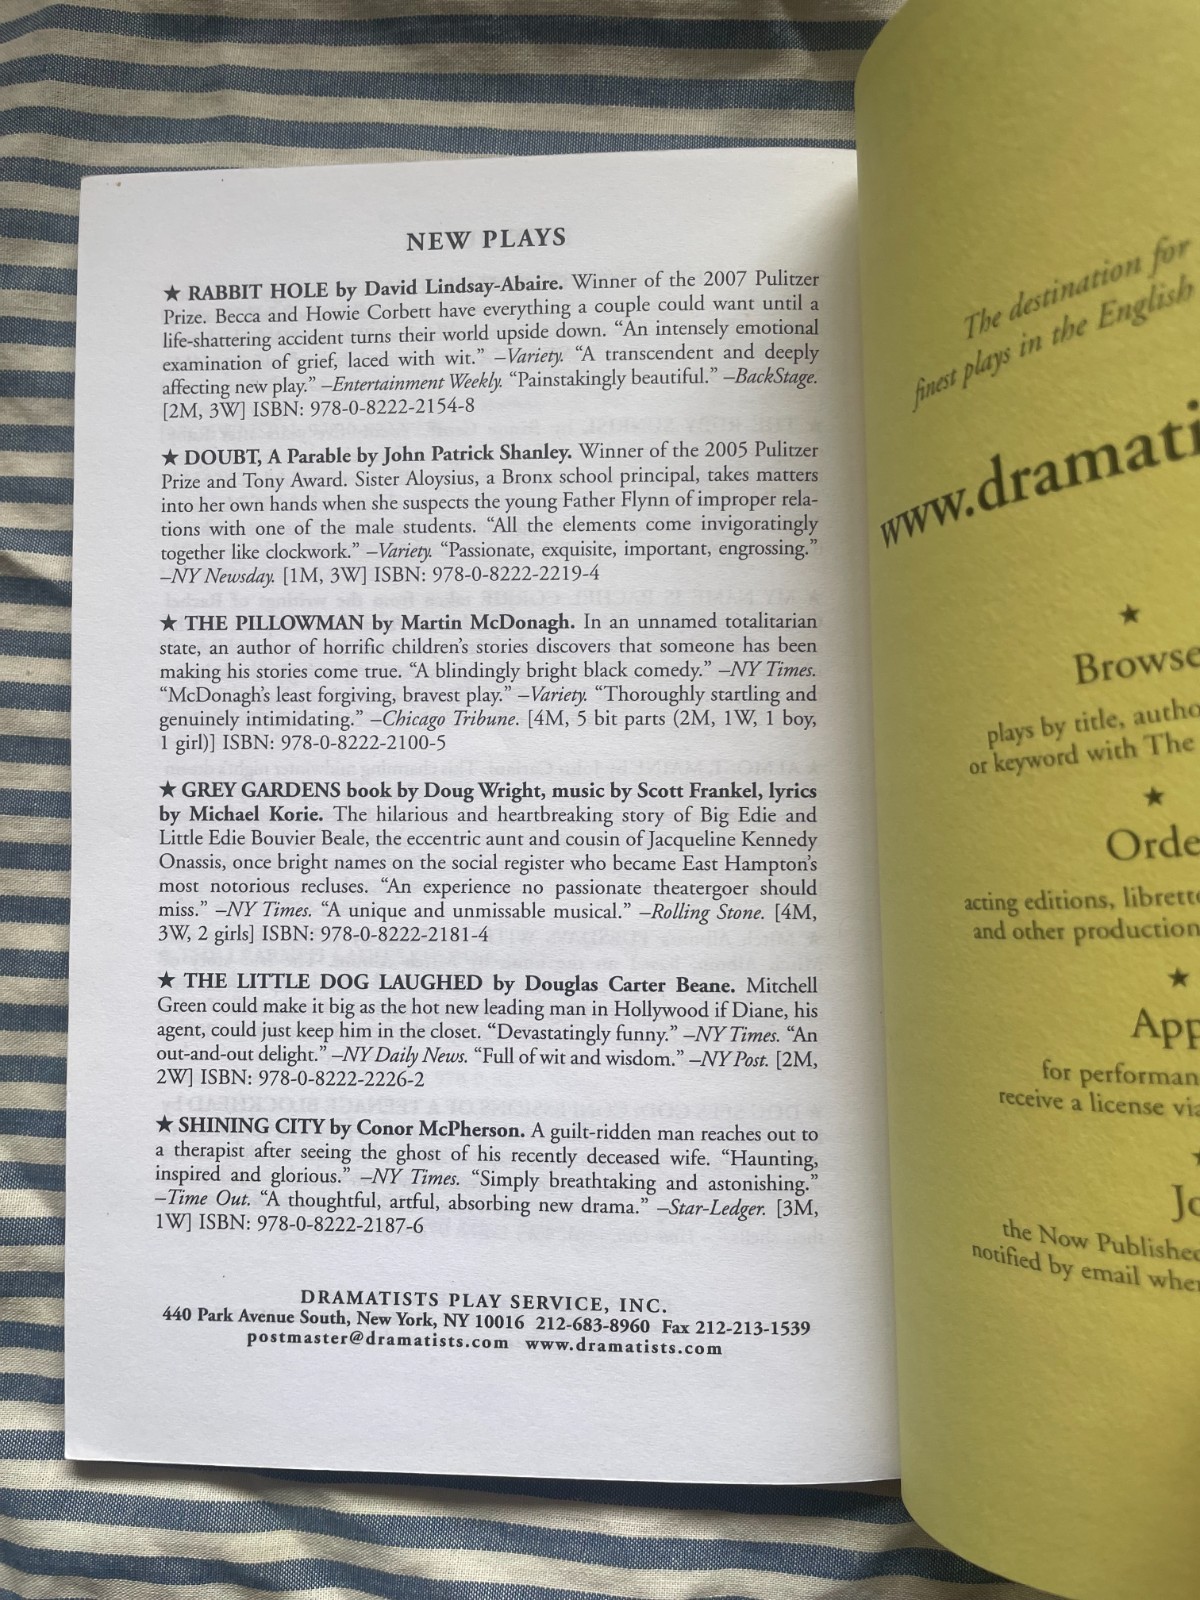 NEW PLAYS
★ RABBIT HOLE by David Lindsay-Abaire. Winner of the 2007 Pulitzer
Prize. Becca and Howie Corbett have everything a couple could want until a
life-shattering accident turns their world upside down. “An intensely emotional
examination of grief, laced with wit.” –Variety. “A transcendent and deeply
affecting new play.” –Entertainment Weekly. “Painstakingly beautiful.” –BackStage.
[2M, 3W] ISBN: 978-0-8222-2154-8
★ DOUBT, A Parable by John Patrick Shanley. Winner of the 2005 Pulitzer
Prize and Tony Award. Sister Aloysius, a Bronx school principal, takes matters
into her own hands when she suspects the young Father Flynn of improper rela-
tions with one of the male students. “All the elements come invigoratingly
together like clockwork.” –Variety. “Passionate, exquisite, important, engrossing.”
–NY Newsday. [1M, 3W] ISBN: 978-0-8222-2219-4
★ THE PILLOWMAN by Martin McDonagh. In an unnamed totalitarian
state, an author of horrific children’s stories discovers that someone has been
making his stories come true. “A blindingly bright black comedy.” –NY Times.
“McDonagh’s least forgiving, bravest play.” –Variety. “Thoroughly startling and
genuinely intimidating.” –Chicago Tribune. [4M, 5 bit parts (2M, 1W, 1 boy,
1 girl)] ISBN: 978-0-8222-2100-5
★ GREY GARDENS book by Doug Wright, music by Scott Frankel, lyrics
by Michael Korie. The hilarious and heartbreaking story of Big Edie and
Little Edie Bouvier Beale, the eccentric aunt and cousin of Jacqueline Kennedy
Onassis, once bright names on the social register who became East Hampton’s
most notorious recluses. “An experience no passionate theatergoer should
miss.” –NY Times. “A unique and unmissable musical.” –Rolling Stone. [4M,
3W, 2 girls] ISBN: 978-0-8222-2181-4
★ THE LITTLE DOG LAUGHED by Douglas Carter Beane. Mitchell
Green could make it big as the hot new leading man in Hollywood if Diane, his
agent, could just keep him in the closet. “Devastatingly funny.” –NY Times. “An
out-and-out delight.” –NY Daily News. “Full of wit and wisdom.” –NY Post. [2M,
2W] ISBN: 978-0-8222-2226-2
★ SHINING CITY by Conor McPherson. A guilt-ridden man reaches out to
a therapist after seeing the ghost of his recently deceased wife. “Haunting,
inspired and glorious.” –NY Times. “Simply breathtaking and astonishing.”
–Time Out. “A thoughtful, artful, absorbing new drama.” –Star-Ledger. [3M,
1W] ISBN: 978-0-8222-2187-6
DRAMATISTS PLAY SERVICE, INC.
440 Park Avenue South, New York, NY 10016 212-683-8960 Fax 212-213-1539
postmaster@dramatists.com www.dramatists.com
The destination for
finest plays in the English
www.dramati
★
Browse
plays by title, autho
or keyword with The
★
Orde
acting editions, librett
and other production
★
App
for performan
receive a license via
Jo
the Now Published
notified by email when